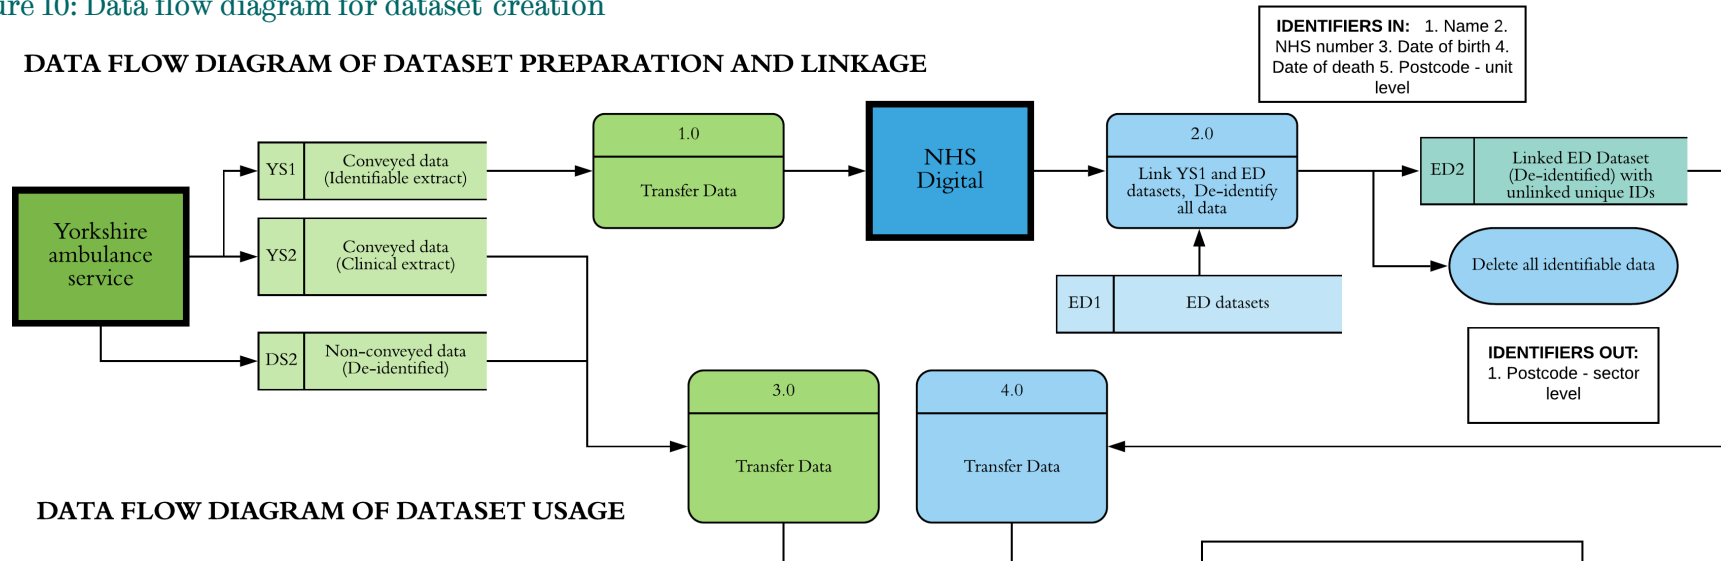 ure 10: Data flow diagram for dataset creation
DATA FLOW DIAGRAM OF DATASET PREPARATION AND LINKAGE
IDENTIFIERS IN: 1. Name 2.
NHS number 3. Date of birth 4.
Date of death 5. Postcode - unit
level
Yorkshire
ambulance
service
YS1
Conveyed data
(Identifiable extract)
1.0
Transfer Data
NHS
Digital
2.0
Link YS1 and ED
datasets, De-identify
all data
ED2
Linked ED Dataset
(De-identified) with
unlinked unique IDs
YS2
Conveyed data
(Clinical extract)
Delete all identifiable data
ED1
ED datasets
DS2
Non-conveyed data
(De-identified)
IDENTIFIERS OUT:
1. Postcode - sector
level
3.0
Transfer Data
4.0
Transfer Data
DATA FLOW DIAGRAM OF DATASET USAGE